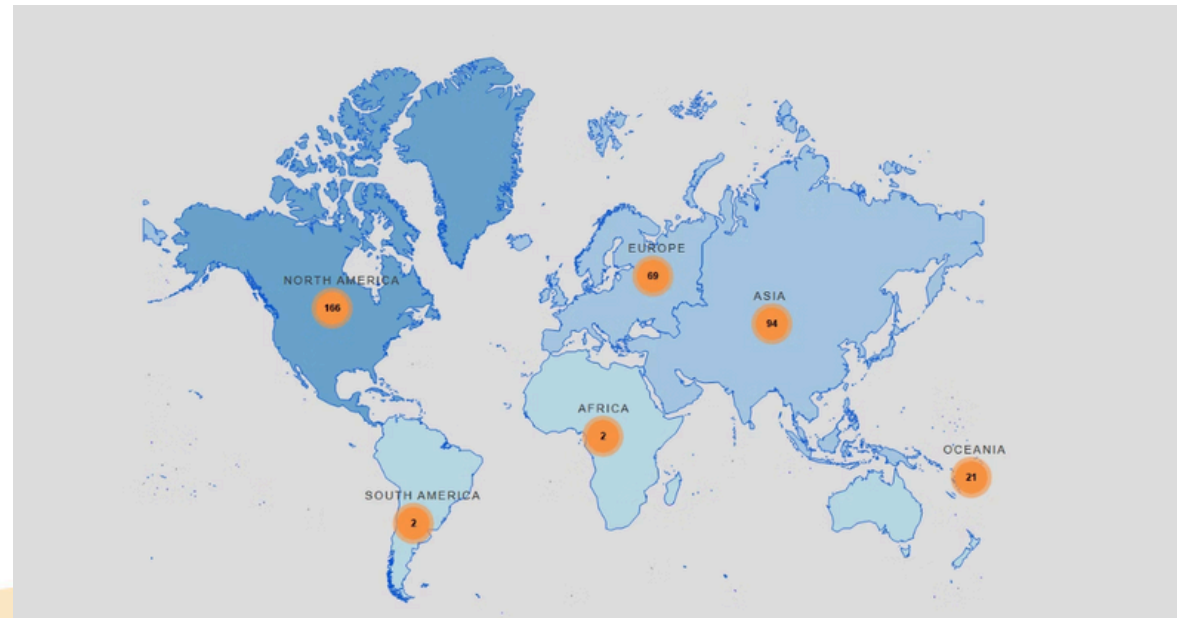 EUROPE
69
NORTH AMERICA
166
ASIA
94
AFRICA
2
OCEANIA
21
SOUTH AMERICA
2